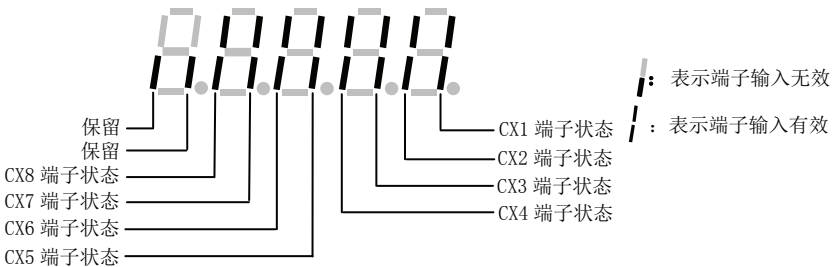 保留
保留
CX8 端子状态
CX7 端子状态
CX6 端子状态
CX5 端子状态
CX1 端子状态
CX2 端子状态
CX3 端子状态
CX4 端子状态
：表示端子输入无效
：表示端子输入有效